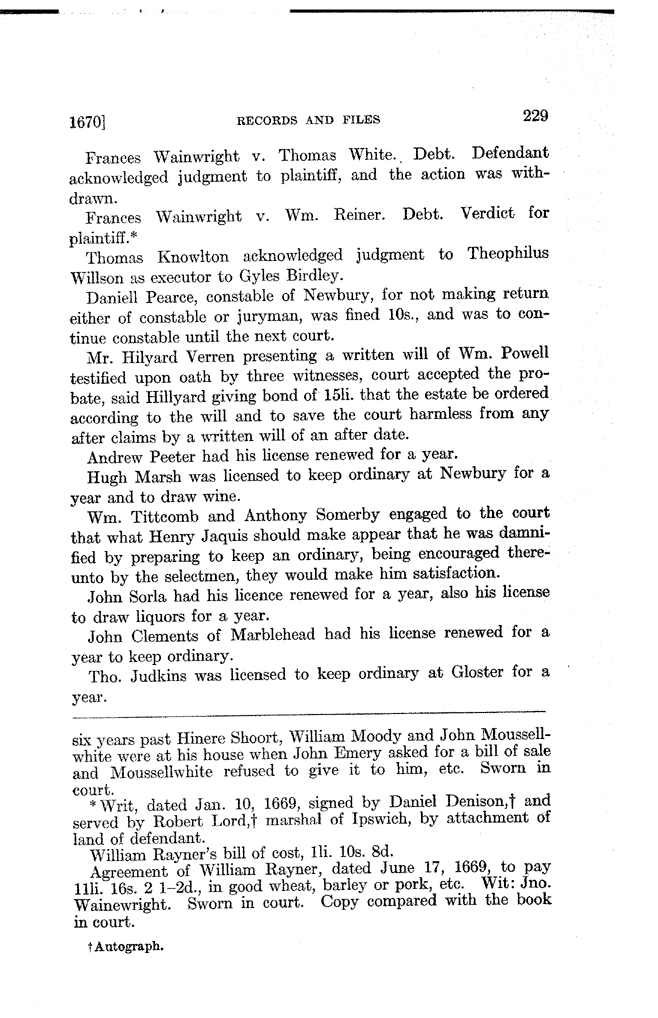 1670]
RECORDS AND FILES
229
Frances Wainwright v. Thomas White. Debt. Defendant
acknowledged judgment to plaintiff, and the action was with-
drawn.
Frances Wainwright v. Wm. Reiner. Debt. Verdict for
plaintiff.*
Thomas Knowlton acknowledged judgment to Theophilus
Willson as executor to Gyles Birdley.
Daniell Pearce, constable of Newbury, for not making return
either of constable or juryman, was fined 10s., and was to con-
tinue constable until the next court.
Mr. Hilyard Verren presenting a written will of Wm. Powell
testified upon oath by three witnesses, court accepted the pro-
bate, said Hillyard giving bond of 15li. that the estate be ordered
according to the will and to save the court harmless from any
after claims by a written will of an after date.
Andrew Peeter had his license renewed for a year.
Hugh Marsh was licensed to keep ordinary at Newbury for a
year and to draw wine.
Wm. Tittcomb and Anthony Somerby engaged to the court
that what Henry Jaquis should make appear that he was damni-
fied by preparing to keep an ordinary, being encouraged there-
unto by the selectmen, they would make him satisfaction.
John Sorla had his licence renewed for a year, also his license
to draw liquors for a year.
John Clements of Marblehead had his license renewed for a
year to keep ordinary.
Tho. Judkins was licensed to keep ordinary at Gloster for a
year.
six years past Hinere Shoort, William Moody and John Moussell-
white were at his house when John Emery asked for a bill of sale
and Moussellwhite refused to give it to him, etc. Sworn in
court.
*Writ, dated Jan. 10, 1669, signed by Daniel Denison,† and
served by Robert Lord,† marshal of Ipswich, by attachment of
land of defendant.
William Rayner's bill of cost, 1li. 10s. 8d.
Agreement of William Rayner, dated June 17, 1669, to pay
11li. 16s. 2 1-2d., in good wheat, barley or pork, etc. Wit: Jno.
Wainewright. Sworn in court. Copy compared with the book
in court.
†Autograph.